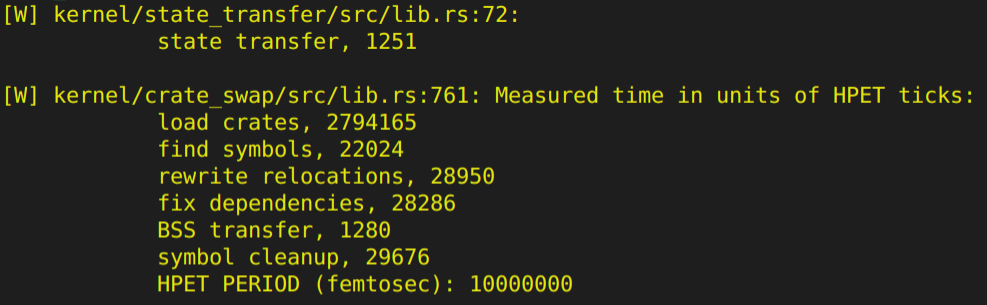 [W] kernel/state_transfer/src/lib.rs:72:
state transfer, 1251
[W] kernel/crate_swap/src/lib.rs:761: Measured time in units of HPET ticks:
load crates, 2794165
find symbols, 22024
rewrite relocations, 28950
fix dependencies, 28286
BSS transfer, 1280
symbol cleanup, 29676
HPET PERIOD (femtosec): 10000000